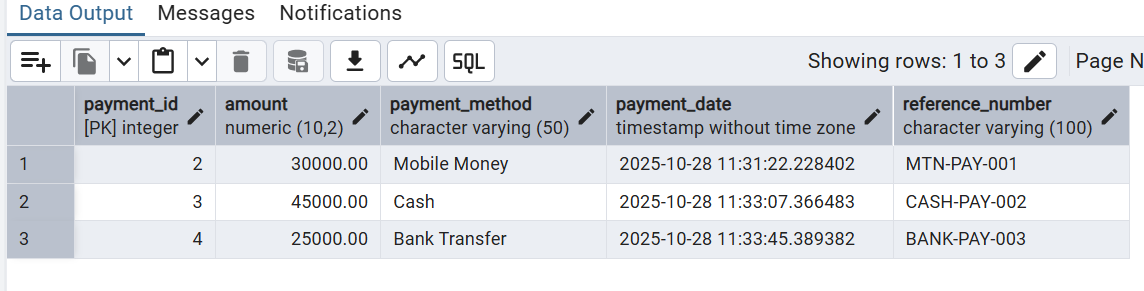 Data Output Messages Notifications
SQL Showing rows: 1 to 3 Page N
payment_id amount payment_method payment_date reference_number
[PK] integer numeric (10,2) character varying (50) timestamp without time zone character varying (100)
1 2 30000.00 Mobile Money 2025-10-28 11:31:22.228402 MTN-PAY-001
2 3 45000.00 Cash 2025-10-28 11:33:07.366483 CASH-PAY-002
3 4 25000.00 Bank Transfer 2025-10-28 11:33:45.389382 BANK-PAY-003